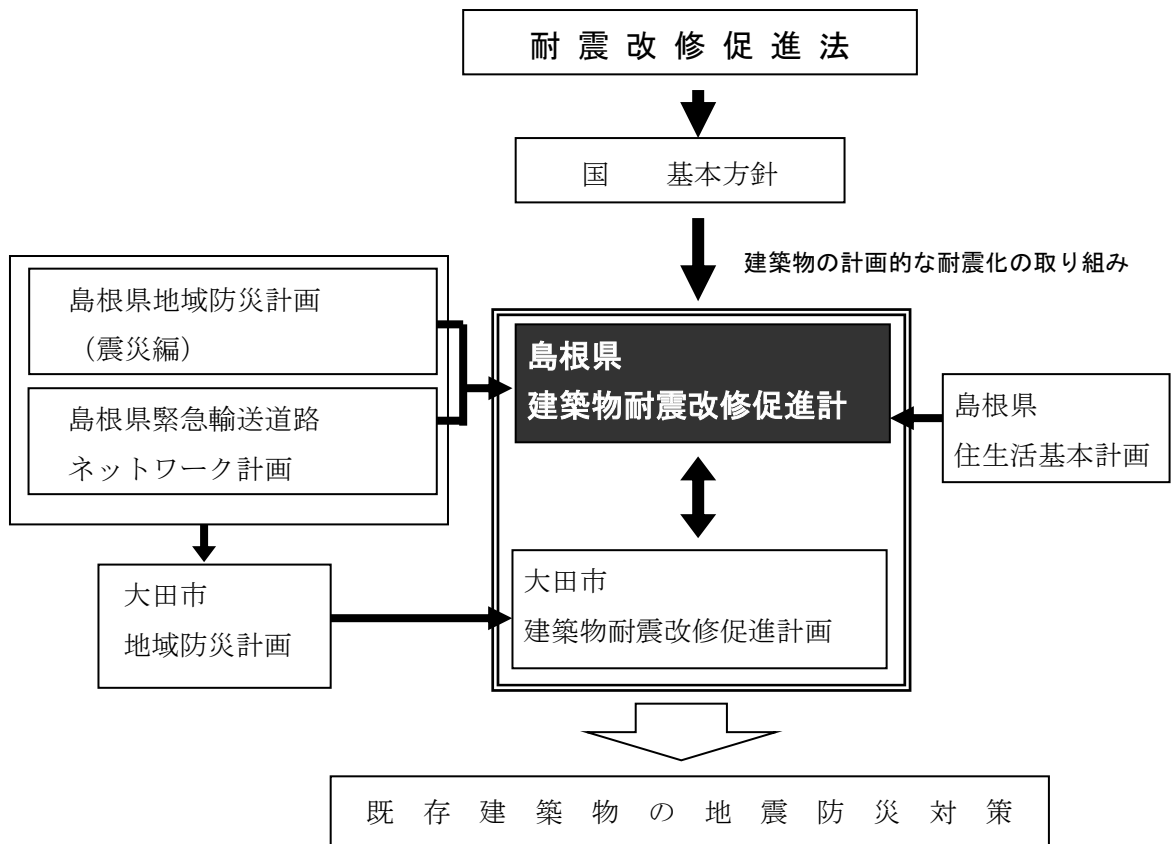 耐震改修促進法
国　基本方針
建築物の計画的な耐震化の取り組み
島根県地域防災計画
（震災編）
島根県緊急輸送道路
ネットワーク計画
島根県
建築物耐震改修促進計
島根県
住生活基本計画
大田市
地域防災計画
大田市
建築物耐震改修促進計画
既存建築物の地震防災対策